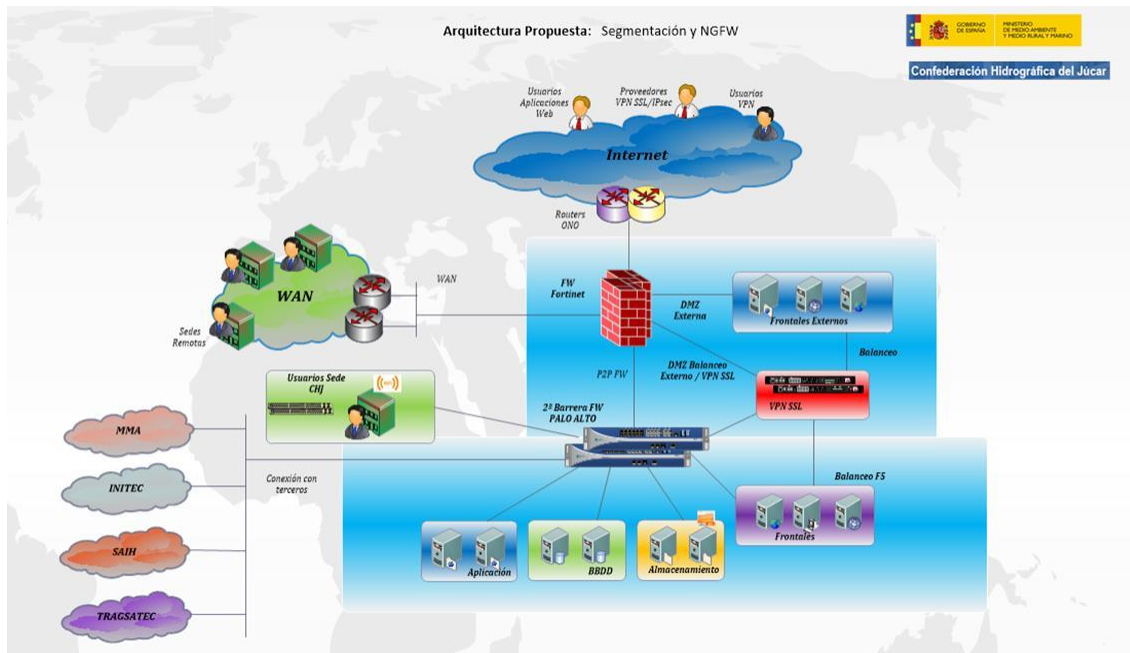 Arquitectura Propuesta: Segmentación y NGFW
GOBIERNO
DE ESPAÑA
MINISTERIO
DE MEDIO AMBIENTE
Y MEDIO RURAL Y MARINO
Confederación Hidrográfica del Júcar
Usuarios
Aplicaciones
Web
Proveedores
VPN SSL/IPsec
Usuarios
VPN
Internet
Routers
ONO
WAN
WAN
Sedes
Remotas
FW
Fortinet
DMZ
Externa
Frontales Externos
Balanceo
P2P FW
DMZ Balanceo
Externo / VPN SSL
VPN SSL
Usuarios Sede
CHJ
2ª Barrera FW
PALO ALTO
MMA
INITEC
SAIH
TRAGSATEC
Conexión con
terceros
Balanceo F5
Frontales
Aplicación
BBDD
Almacenamiento